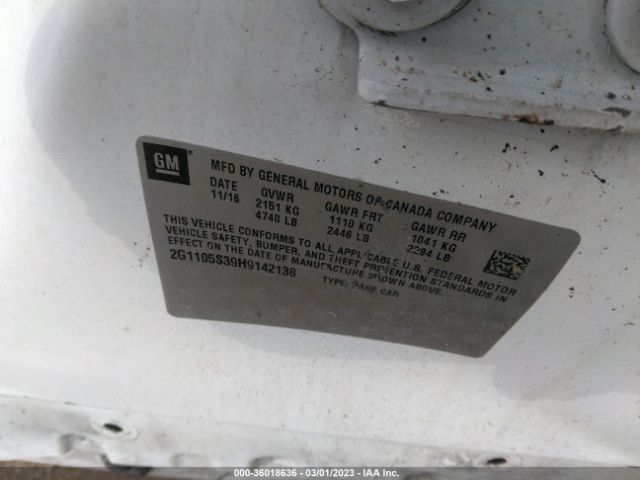 GM
MFD BY GENERAL MOTORS OF CANADA COMPANY
DATE GVWR GAWR FRT GAWR RR
11/16 2151 KG 1110 KG 1041 KG
4740 LB 2446 LB 2294 LB
THIS VEHICLE CONFORMS TO ALL APPLICABLE U.S. FEDERAL MOTOR
VEHICLE SAFETY, BUMPER, AND THEFT PREVENTION STANDARDS IN
EFFECT ON THE DATE OF MANUFACTURE SHOWN ABOVE.
2G1105S39H9142138 TYPE: PASS CAR
000-36018636 - 03/01/2023 - IAA Inc.